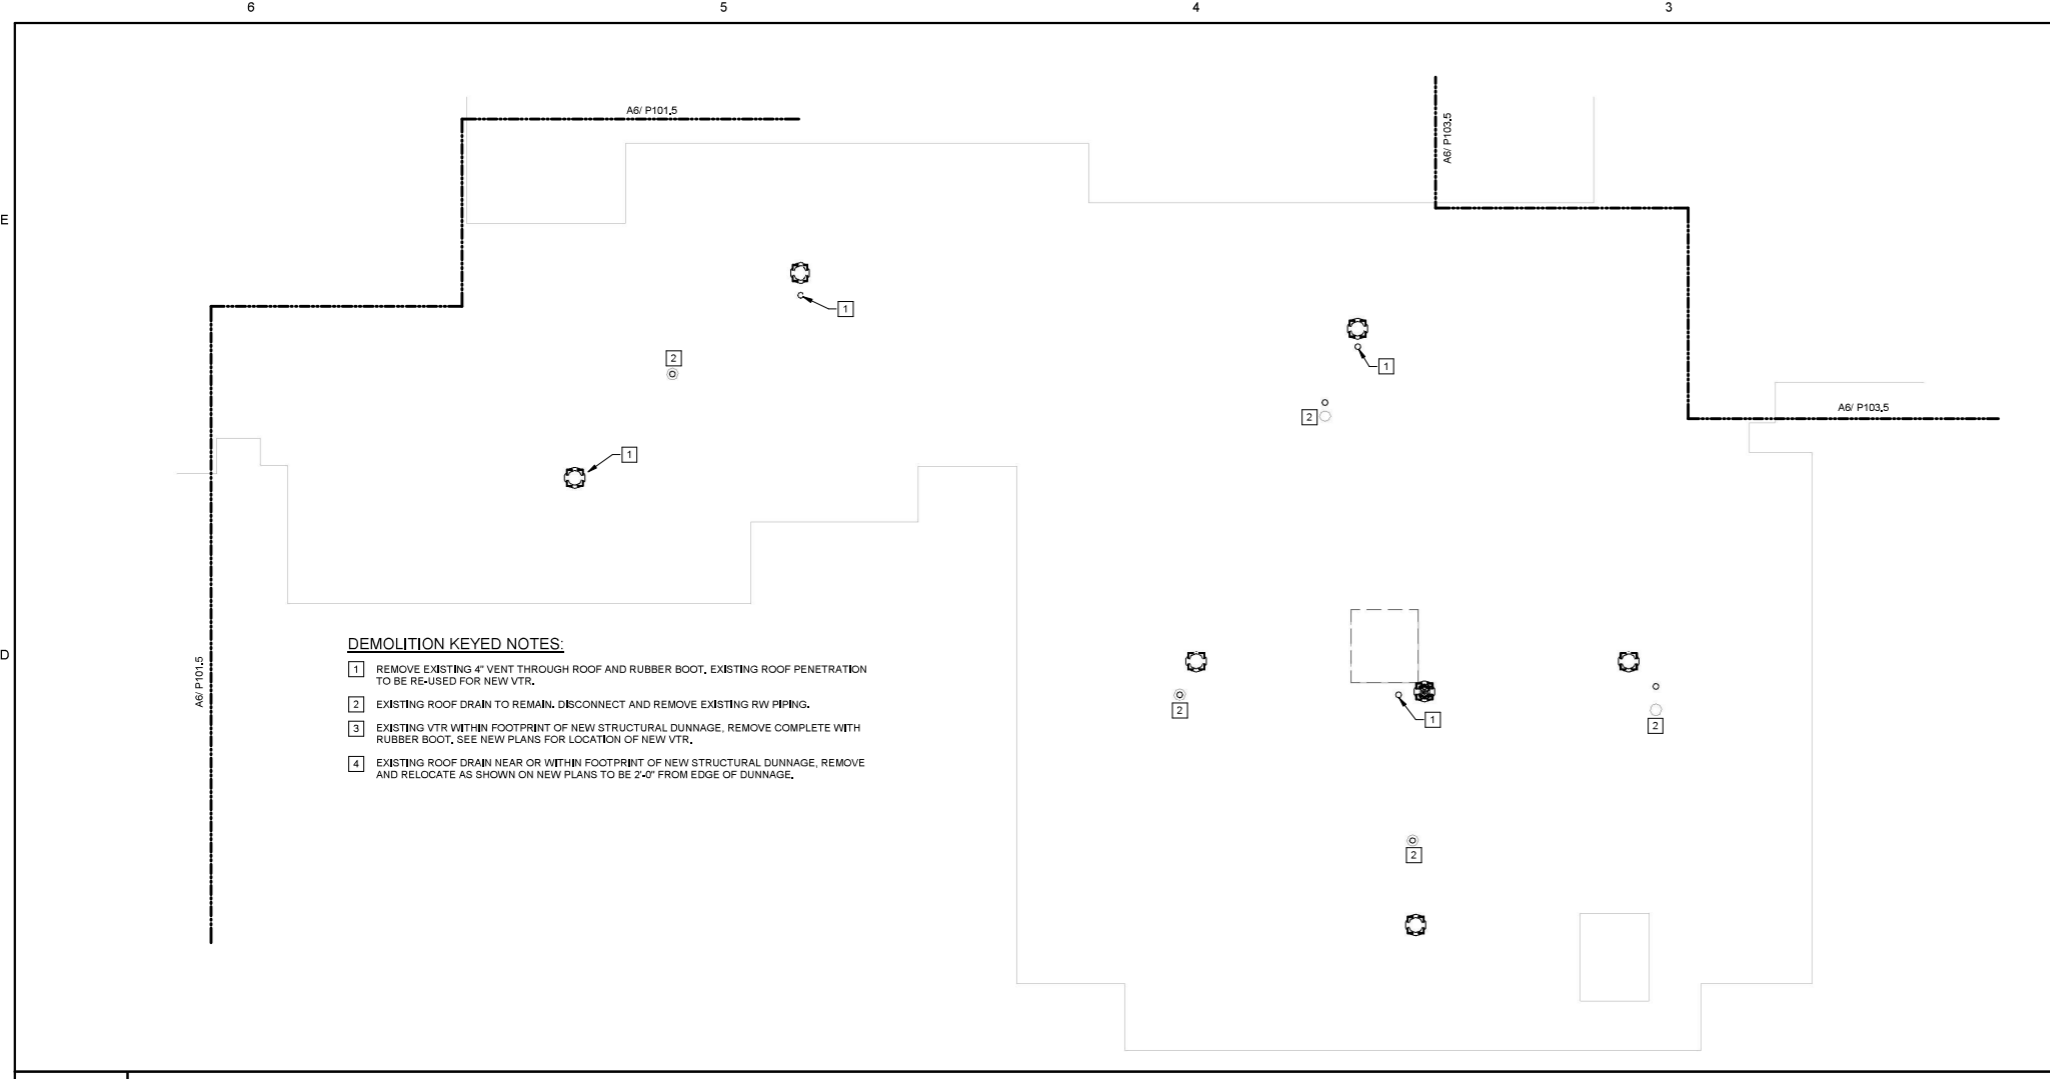 6 5 4 3
A6/ P101.5
A6/ P103.5
E
1
1
2
A6/ P103.5
2
1
DEMOLITION KEYED NOTES:
D
1 REMOVE EXISTING 4" VENT THROUGH ROOF AND RUBBER BOOT. EXISTING ROOF PENETRATION
TO BE RE-USED FOR NEW VTR.
A6/ P101.5
2 EXISTING ROOF DRAIN TO REMAIN. DISCONNECT AND REMOVE EXISTING RW PIPING.
3 EXISTING VTR WITHIN FOOTPRINT OF NEW STRUCTURAL DUNNAGE, REMOVE COMPLETE WITH
RUBBER BOOT. SEE NEW PLANS FOR LOCATION OF NEW VTR.
4 EXISTING ROOF DRAIN NEAR OR WITHIN FOOTPRINT OF NEW STRUCTURAL DUNNAGE, REMOVE
AND RELOCATE AS SHOWN ON NEW PLANS TO BE 2'-0" FROM EDGE OF DUNNAGE.
2
1
2
2